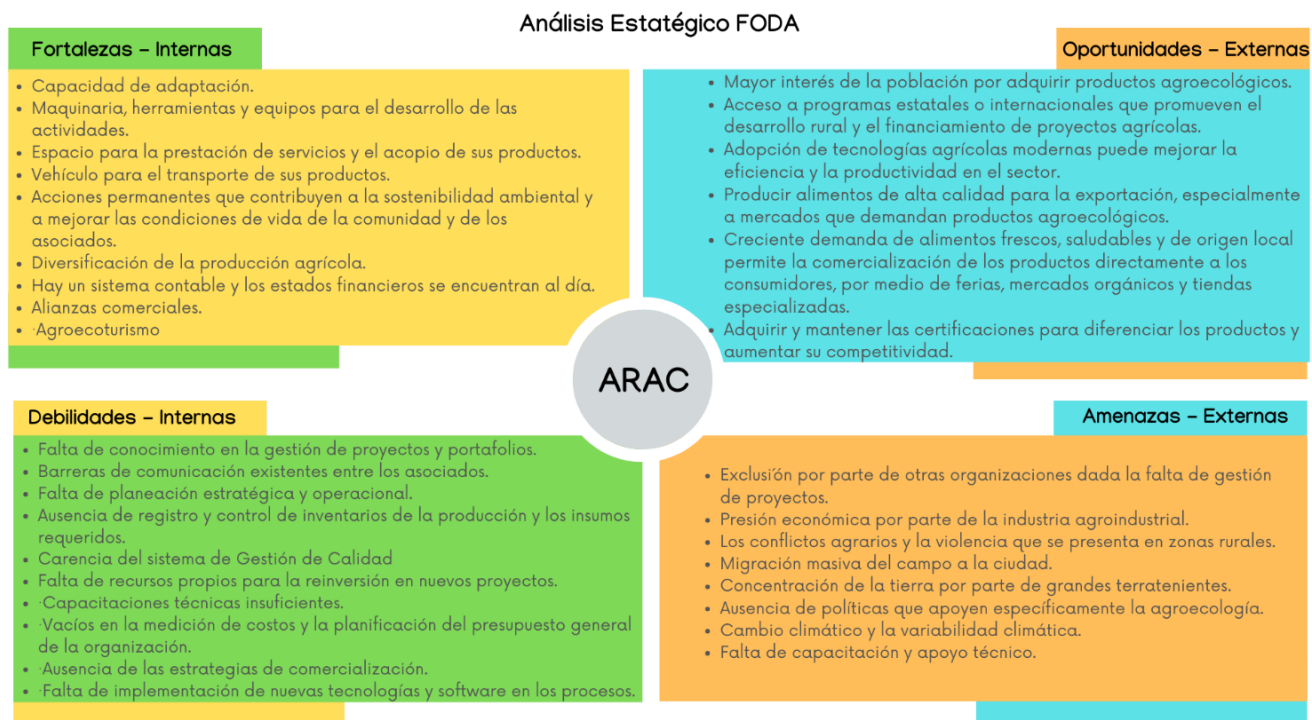 Análisis Estatégico FODA
Fortalezas - Internas
• Capacidad de adaptación.
• Maquinaria, herramientas y equipos para el desarrollo de las
actividades.
• Espacio para la prestación de servicios y el acopio de sus productos.
• Vehículo para el transporte de sus productos.
• Acciones permanentes que contribuyen a la sostenibilidad ambiental y
a mejorar las condiciones de vida de la comunidad y de los
asociados.
• Diversificación de la producción agrícola.
• Hay un sistema contable y los estados financieros se encuentran al día.
• Alianzas comerciales.
• ·Agroecoturismo
Oportunidades - Externas
• Mayor interés de la población por adquirir productos agroecológicos.
• Acceso a programas estatales o internacionales que promueven el
desarrollo rural y el financiamiento de proyectos agrícolas.
• Adopción de tecnologías agrícolas modernas puede mejorar la
eficiencia y la productividad en el sector.
• Producir alimentos de alta calidad para la exportación, especialmente
a mercados que demandan productos agroecológicos.
• Creciente demanda de alimentos frescos, saludables y de origen local
permite la comercialización de los productos directamente a los
consumidores, por medio de ferias, mercados orgánicos y tiendas
especializadas.
• Adquirir y mantener las certificaciones para diferenciar los productos y
aumentar su competitividad.
ARAC
Debilidades - Internas
• Falta de conocimiento en la gestión de proyectos y portafolios.
• Barreras de comunicación existentes entre los asociados.
• Falta de planeación estratégica y operacional.
• Ausencia de registro y control de inventarios de la producción y los insumos
requeridos.
• Carencia del sistema de Gestión de Calidad
• Falta de recursos propios para la reinversión en nuevos proyectos.
• ·Capacitaciones técnicas insuficientes.
• ·Vacíos en la medición de costos y la planificación del presupuesto general
de la organización.
• ·Ausencia de las estrategias de comercialización.
• ·Falta de implementación de nuevas tecnologías y software en los procesos.
Amenazas - Externas
• Exclusión por parte de otras organizaciones dada la falta de gestión
de proyectos.
• Presión económica por parte de la industria agroindustrial.
• Los conflictos agrarios y la violencia que se presenta en zonas rurales.
• Migración masiva del campo a la ciudad.
• Concentración de la tierra por parte de grandes terratenientes.
• Ausencia de políticas que apoyen específicamente la agroecología.
• Cambio climático y la variabilidad climática.
• Falta de capacitación y apoyo técnico.